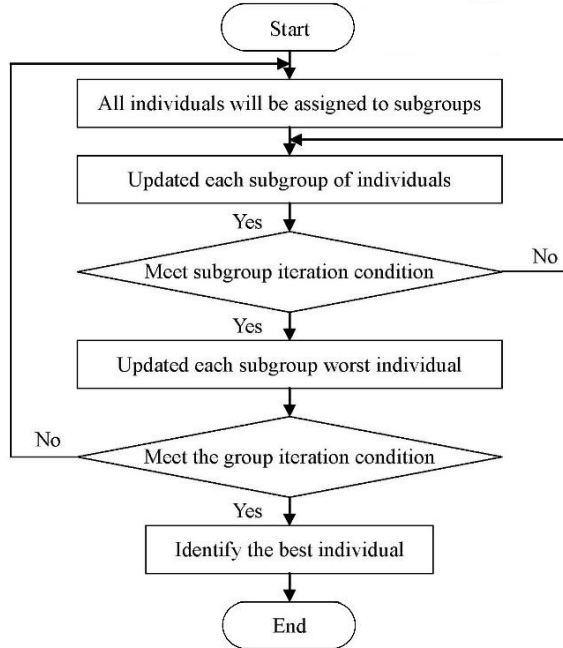 Start
All individuals will be assigned to subgroups
Updated each subgroup of individuals
Yes
Meet subgroup iteration condition
No
Yes
Updated each subgroup worst individual
No
Meet the group iteration condition
Yes
Identify the best individual
End